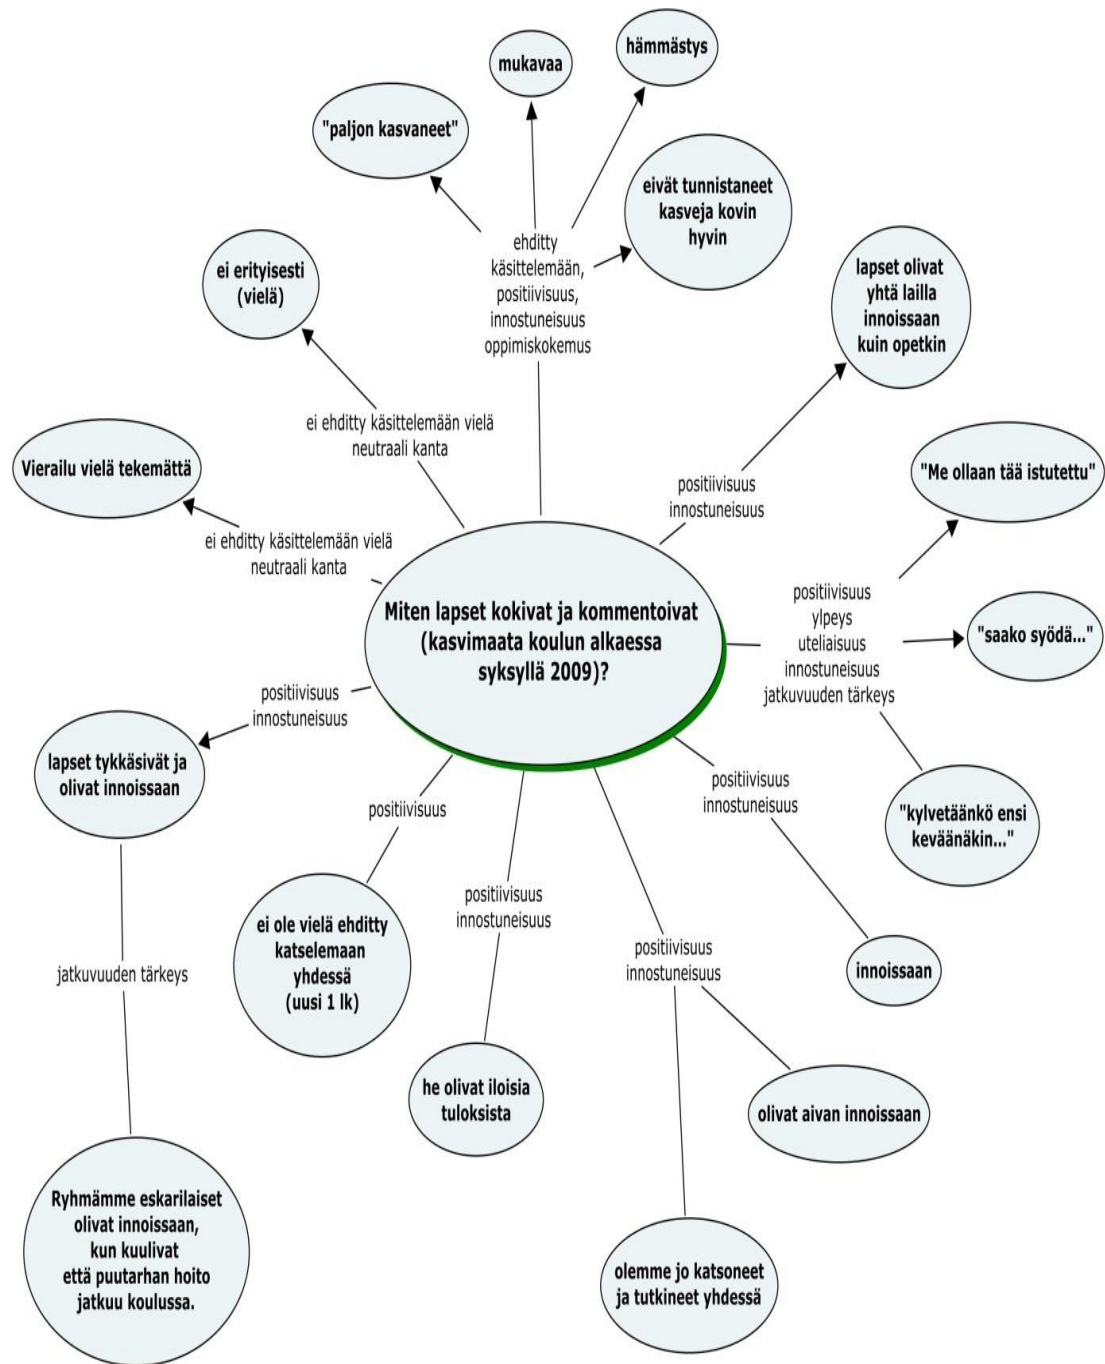 hämmästys
mukavaa
"paljon kasvaneet"
eivät tunnistaneet
kasveja kovin
hyvin
ehditty
käsittelemään,
positiivisuus,
innostuneisuus
oppimiskokemus
ei erityisesti
(vielä)
lapset olivat
yhtä lailla
innoissaan
kuin opetkin
ei ehditty käsittelemään vielä
neutraali kanta
Vierailu vielä tekemättä
ei ehditty käsittelemään vielä
neutraali kanta
positiivisuus
innostuneisuus
"Me ollaan tää istutettu"
Miten lapset kokivat ja kommentoivat
(kasvimaata koulun alkaessa
syksyllä 2009)?
positiivisuus
ylpeys
uteliaisuus
innostuneisuus
jatkuvuuden tärkeys
"saako syödä..."
"kylvetäänkö ensi
keväänäkin..."
positiivisuus
innostuneisuus
lapset tykkäsivät ja
olivat innoissaan
positiivisuus
positiivisuus
innostuneisuus
ei ole vielä ehditty
katselemaan
yhdessä
(uusi 1 lk)
positiivisuus
innostuneisuus
positiivisuus
innostuneisuus
innoissaan
jatkuvuuden tärkeys
he olivat iloisia
tuloksista
olivat aivan innoissaan
Ryhmämme eskarilaiset
olivat innoissaan,
kun kuulivat
että puutarhan hoito
jatkuu koulussa.
olemme jo katsoneet
ja tutkineet yhdessä